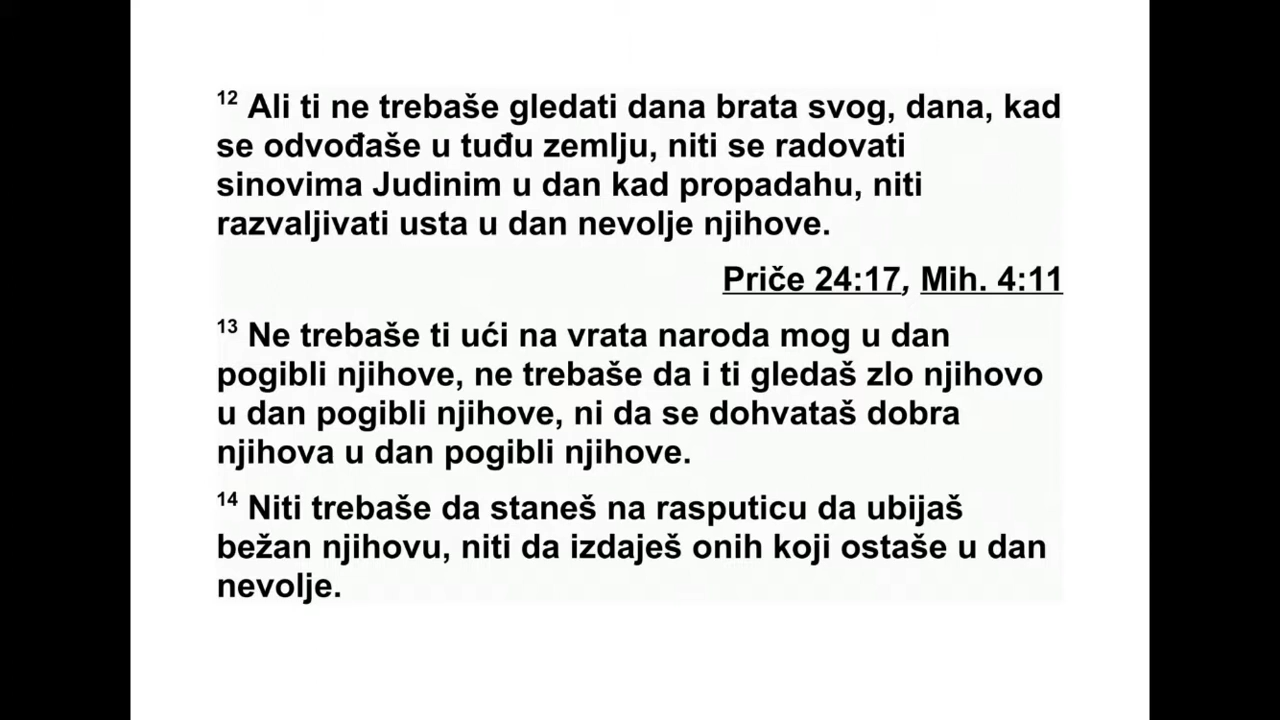 12 Ali ti ne trebaše gledati dana brata svog, dana, kad
se odvođaše u tuđu zemlju, niti se radovati
sinovima Judinim u dan kad propadahu, niti
razvaljivati usta u dan nevolje njihove.
Priče 24:17, Mih. 4:11
13 Ne trebaše ti ući na vrata naroda mog u dan
pogibli njihove, ne trebaše da i ti gledaš zlo njihovo
u dan pogibli njihove, ni da se dohvataš dobra
njihova u dan pogibli njihove.
14 Niti trebaše da staneš na rasputicu da ubijaš
bežan njihovu, niti da izdaješ onih koji ostaše u dan
nevolje.